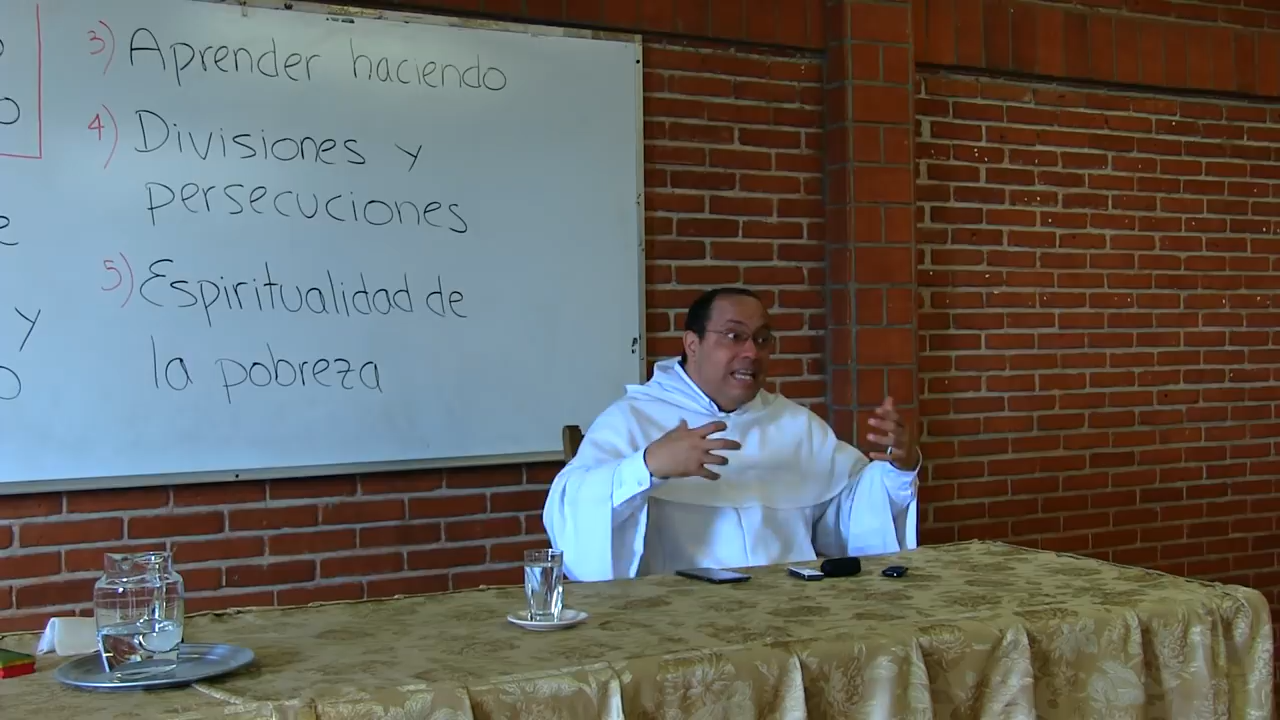 3) Aprender haciendo
4) Divisiones y
persecuciones
5) Espiritualidad de
la pobreza
y